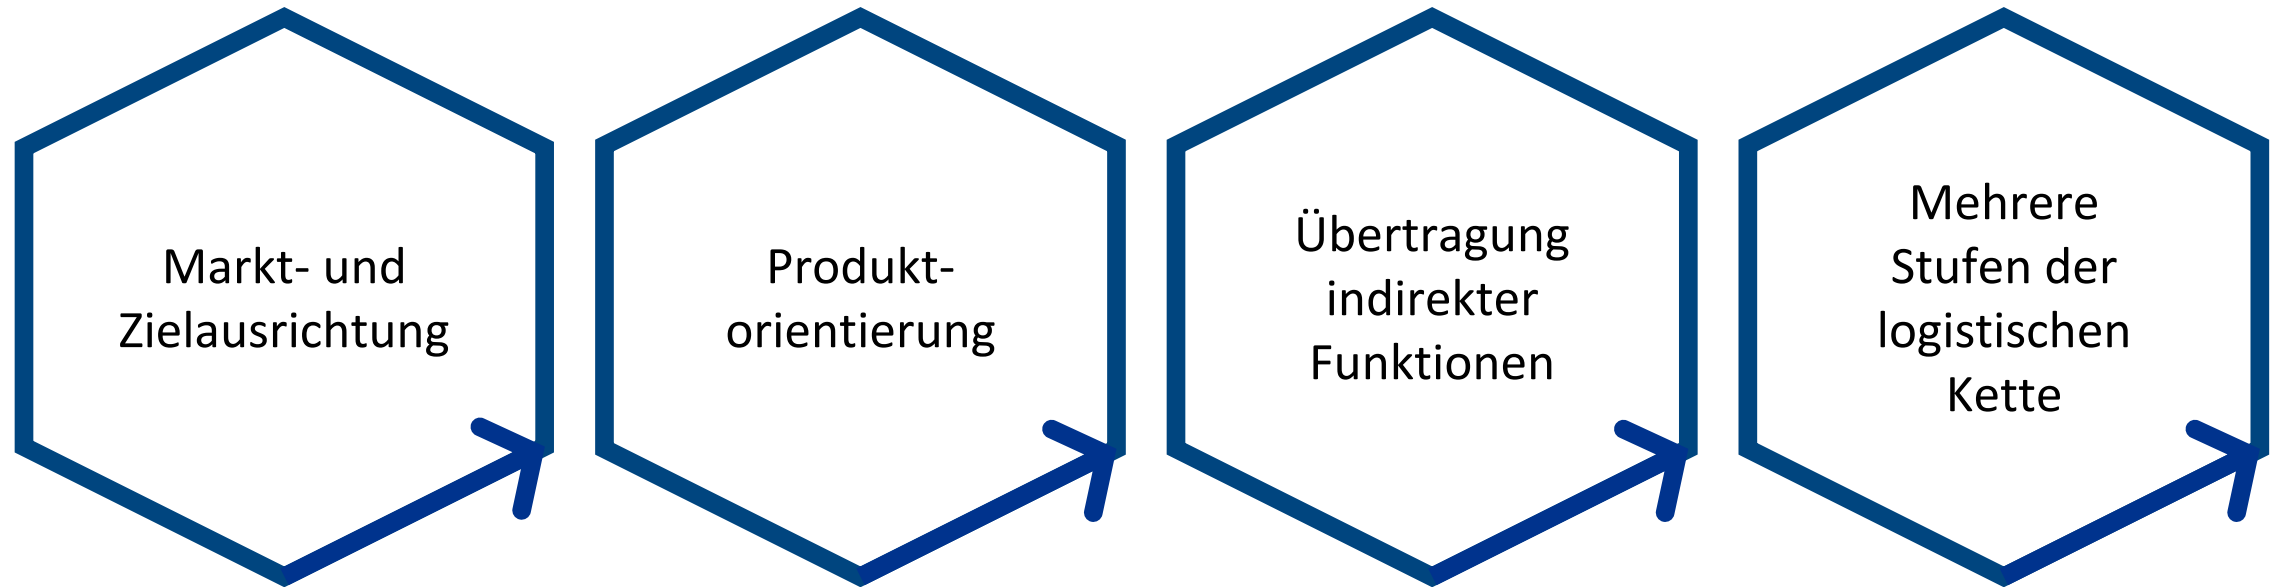 Markt- und
Zielausrichtung
Produkt-
orientierung
Übertragung
indirekter
Funktionen
Mehrere
Stufen der
logistischen
Kette